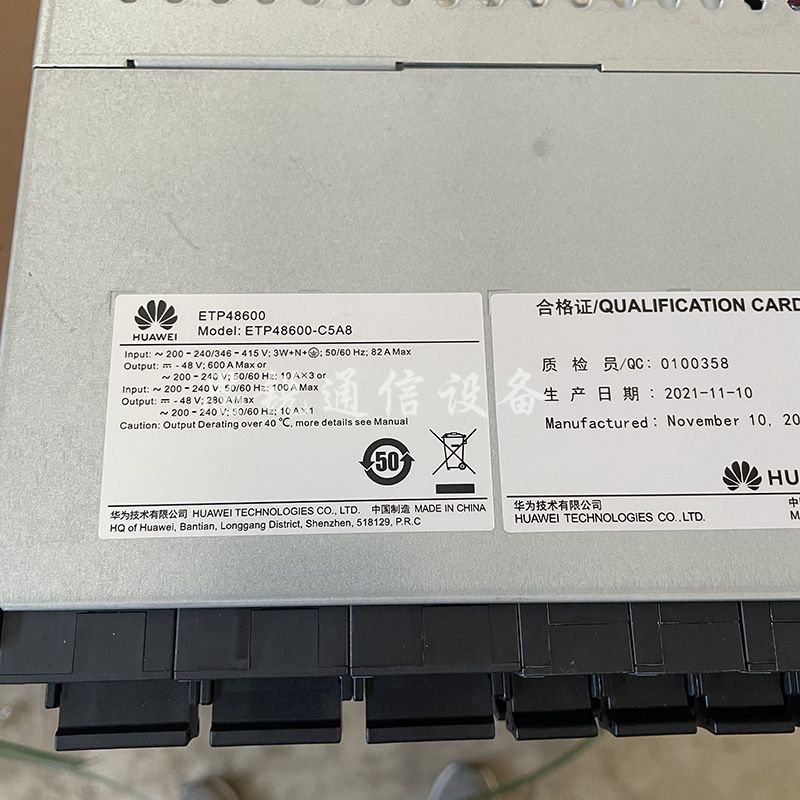 HUAWEI
ETP48600
Model: ETP48600-C5A8
Input: ~ 200-240/346-415 V; 3W+N+⏚; 50/60 Hz; 82 A Max
Output: ⎓ -48 V; 600 A Max or
~ 200-240 V; 50/60 Hz; 10 A×3 or
Input: ~ 200-240 V; 50/60 Hz; 100 A Max
Output: ⎓ -48 V; 280 A Max
~ 200-240 V; 50/60 Hz; 10 A×1
Caution: Output Derating over 40 ℃, more details see Manual
50
华为技术有限公司 HUAWEI TECHNOLOGIES CO., LTD. 中国制造 MADE IN CHINA
HQ of Huawei, Bantian, Longgang District, Shenzhen, 518129, P.R.C
合格证/QUALIFICATION CARD
质 检 员/QC: 0100358
生 产 日 期 : 2021-11-10
Manufactured: November 10, 20
HU
华为技术有限公司
HUAWEI TECHNOLOGIES CO.,LTD.
通信设备